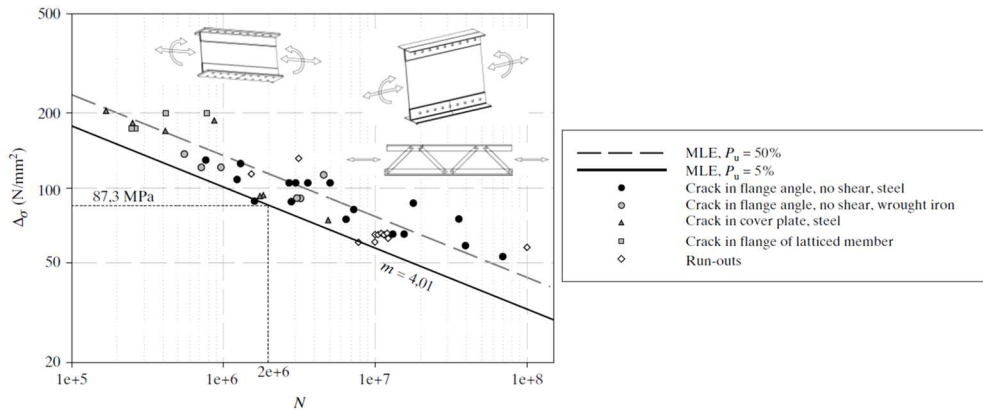 500
200
100
50
20
Δσ (N/mm²)
87,3 MPa
m = 4,01
1e+5
1e+6
2e+6
1e+7
1e+8
N
MLE, Pu = 50%
MLE, Pu = 5%
Crack in flange angle, no shear, steel
Crack in flange angle, no shear, wrought iron
Crack in cover plate, steel
Crack in flange of latticed member
Run-outs